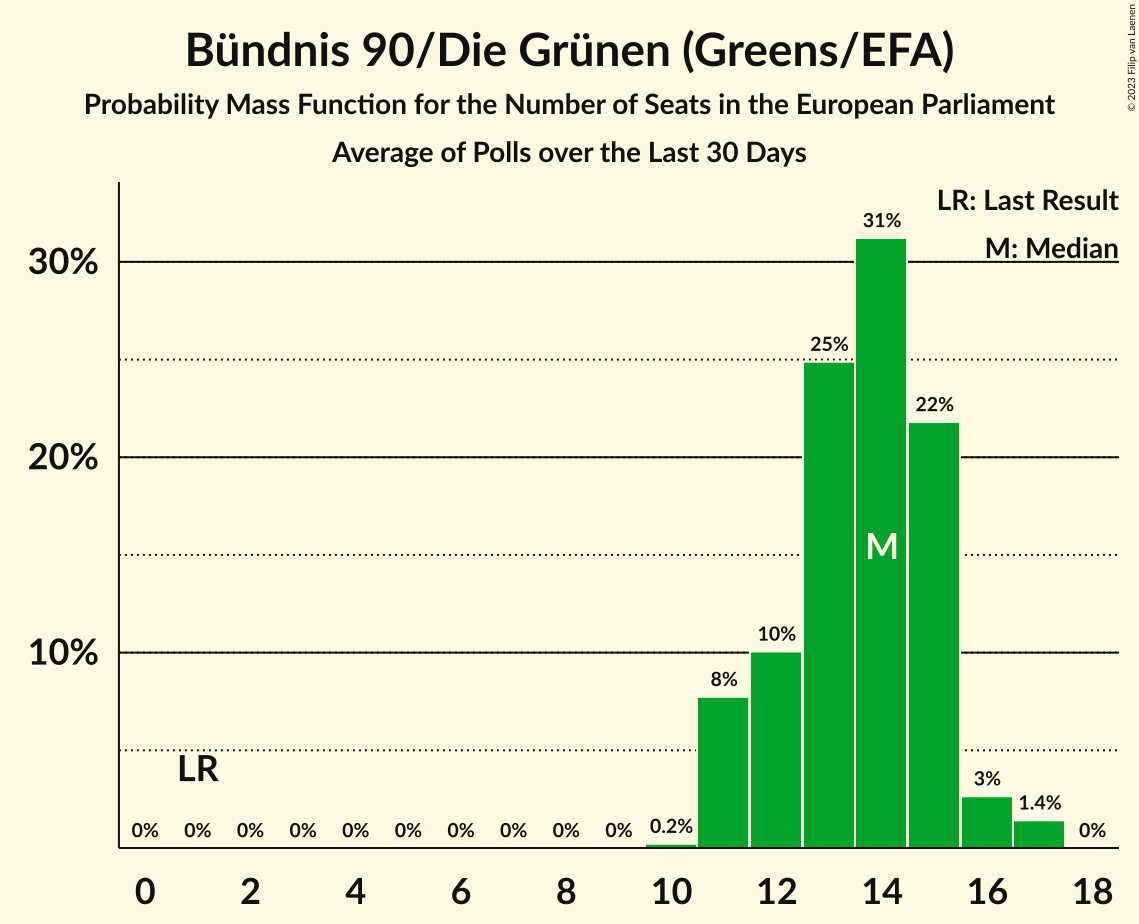 Bündnis 90/Die Grünen (Greens/EFA)
Probability Mass Function for the Number of Seats in the European Parliament
Average of Polls over the Last 30 Days
© 2023 Filip van Laenen
LR: Last Result
M: Median
30%
20%
10%
31%
25%
22%
M
10%
8%
LR
3%
1.4%
0% 0% 0% 0% 0% 0% 0% 0% 0% 0% 0.2% 0%
0 2 4 6 8 10 12 14 16 18